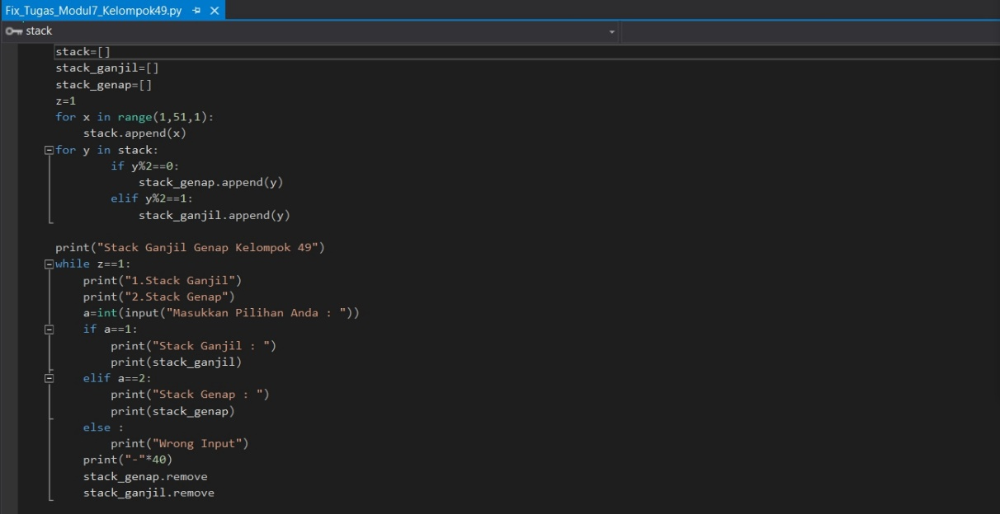 Fix_Tugas_Modul7_Kelompok49.py
stack
stack=[]
stack_ganjil=[]
stack_genap=[]
z=1
for x in range(1,51,1):
    stack.append(x)
for y in stack:
        if y%2==0:
            stack_genap.append(y)
        elif y%2==1:
            stack_ganjil.append(y)
print("Stack Ganjil Genap Kelompok 49")
while z==1:
    print("1.Stack Ganjil")
    print("2.Stack Genap")
    a=int(input("Masukkan Pilihan Anda : "))
    if a==1:
        print("Stack Ganjil : ")
        print(stack_ganjil)
    elif a==2:
        print("Stack Genap : ")
        print(stack_genap)
    else :
        print("Wrong Input")
    print("-"*40)
    stack_genap.remove
    stack_ganjil.remove